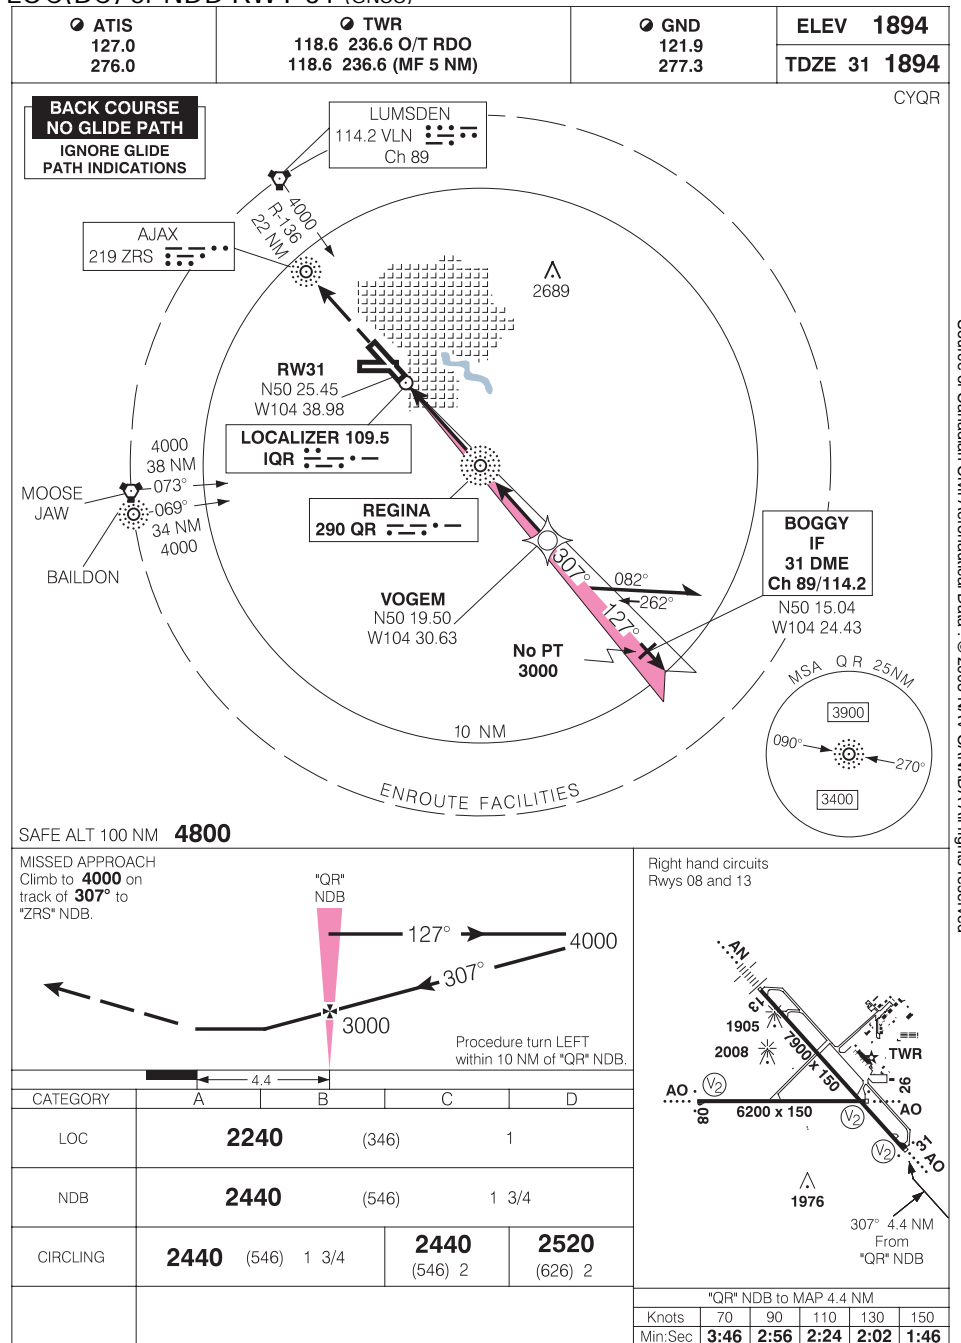 LOC(BC) or NDB RWY 31 (GNSS)
ATIS
127.0
276.0
TWR
118.6 236.6 O/T RDO
118.6 236.6 (MF 5 NM)
GND
121.9
277.3
ELEV 1894
TDZE 31 1894
CYQR
BACK COURSE
NO GLIDE PATH
IGNORE GLIDE
PATH INDICATIONS
LUMSDEN
114.2 VLN
Ch 89
4000
R-136
22 NM
AJAX
219 ZRS
2689
RW31
N50 25.45
W104 38.98
LOCALIZER 109.5
IQR
4000
38 NM
073°
069°
34 NM
4000
MOOSE
JAW
BAILDON
REGINA
290 QR
VOGEM
N50 19.50
W104 30.63
307°
127°
082°
262°
No PT
3000
BOGGY
IF
31 DME
Ch 89/114.2
N50 15.04
W104 24.43
10 NM
ENROUTE FACILITIES
MSA QR 25NM
3900
090°
270°
3400
SAFE ALT 100 NM 4800
MISSED APPROACH
Climb to 4000 on
track of 307° to
"ZRS" NDB.
"QR"
NDB
127°
4000
307°
3000
Procedure turn LEFT
within 10 NM of "QR" NDB.
4.4
Right hand circuits
Rwys 08 and 13
AN
13
1905
2008
7900 x 150
TWR
AO
V2
08
6200 x 150
26
AO
V2
V2
31
AO
1976
307° 4.4 NM
From
"QR" NDB
CATEGORY A B C D
LOC 2240 (346) 1
NDB 2440 (546) 1 3/4
CIRCLING 2440 (546) 1 3/4 2440 (546) 2 2520 (626) 2
"QR" NDB to MAP 4.4 NM
Knots 70 90 110 130 150
Min:Sec 3:46 2:56 2:24 2:02 1:46